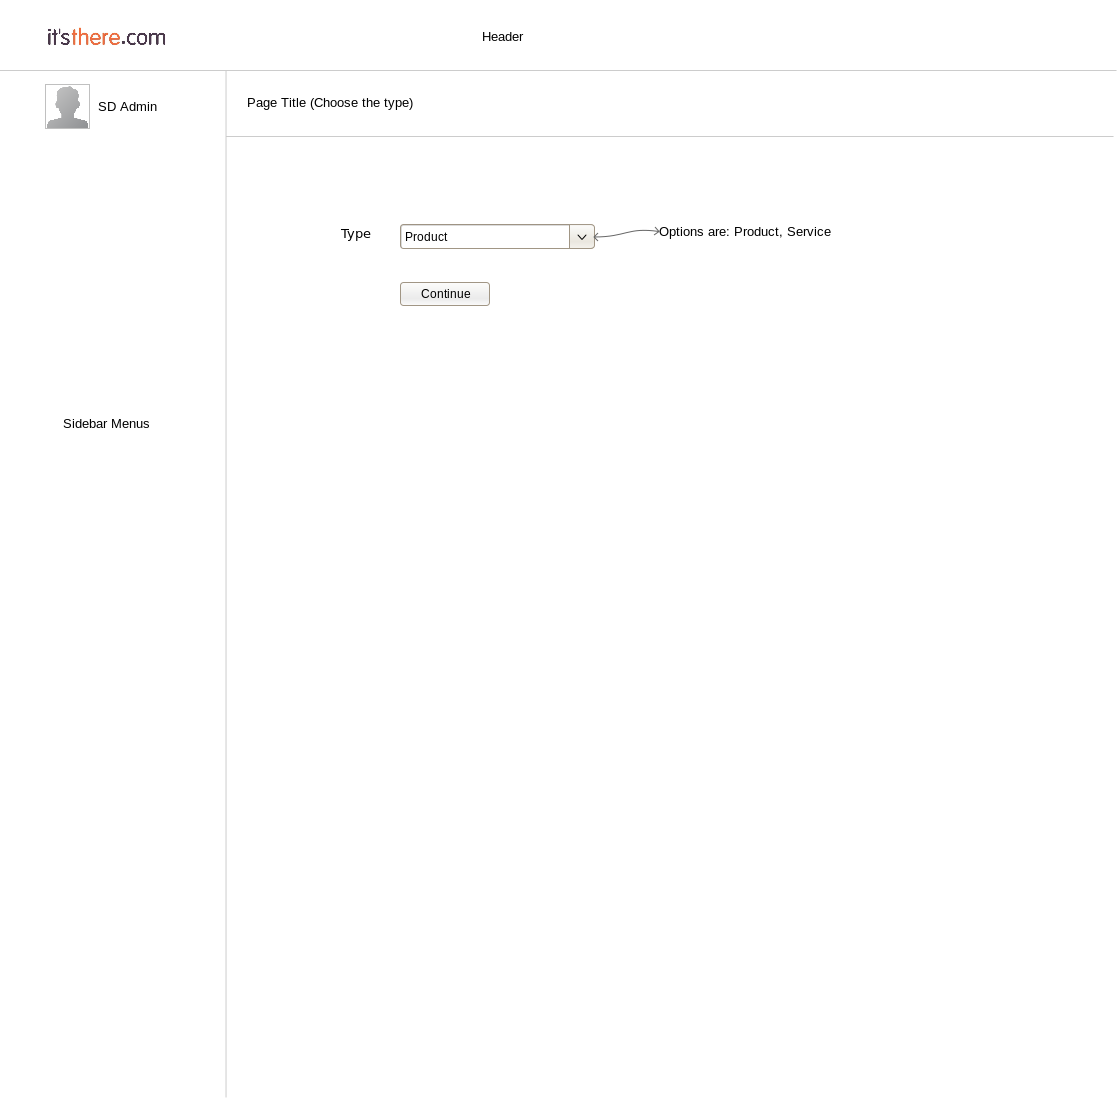 it'sthere.com
Header
SD Admin
Page Title (Choose the type)
Type
Product
Options are: Product, Service
Continue
Sidebar Menus